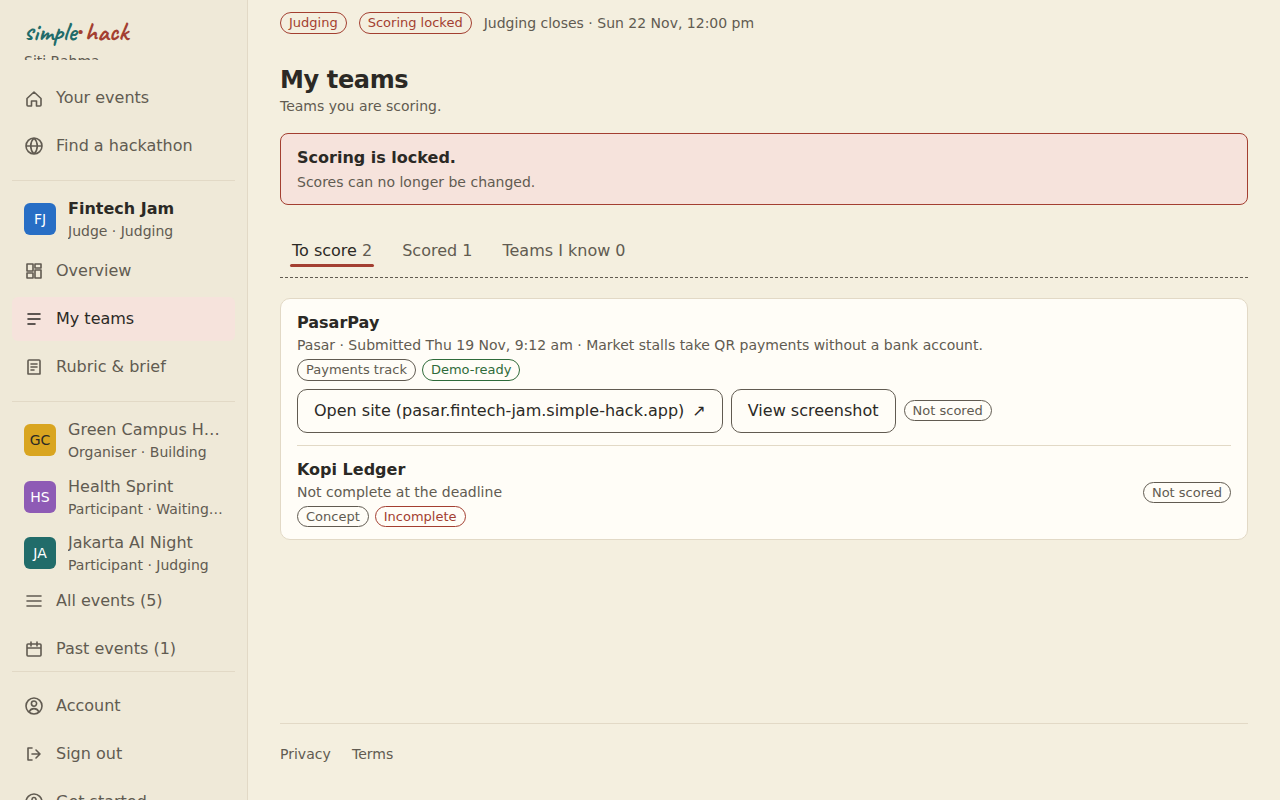 simple·hack
Siti Rahma
Your events
Find a hackathon
FJ
Fintech Jam
Judge · Judging
Overview
My teams
Rubric & brief
GC
Green Campus H…
Organiser · Building
HS
Health Sprint
Participant · Waiting…
JA
Jakarta AI Night
Participant · Judging
All events (5)
Past events (1)
Account
Sign out
Get started
Judging
Scoring locked
Judging closes · Sun 22 Nov, 12:00 pm
My teams
Teams you are scoring.
Scoring is locked.
Scores can no longer be changed.
To score 2
Scored 1
Teams I know 0
PasarPay
Pasar · Submitted Thu 19 Nov, 9:12 am · Market stalls take QR payments without a bank account.
Payments track
Demo-ready
Open site (pasar.fintech-jam.simple-hack.app) ↗
View screenshot
Not scored
Kopi Ledger
Not complete at the deadline
Not scored
Concept
Incomplete
Privacy
Terms